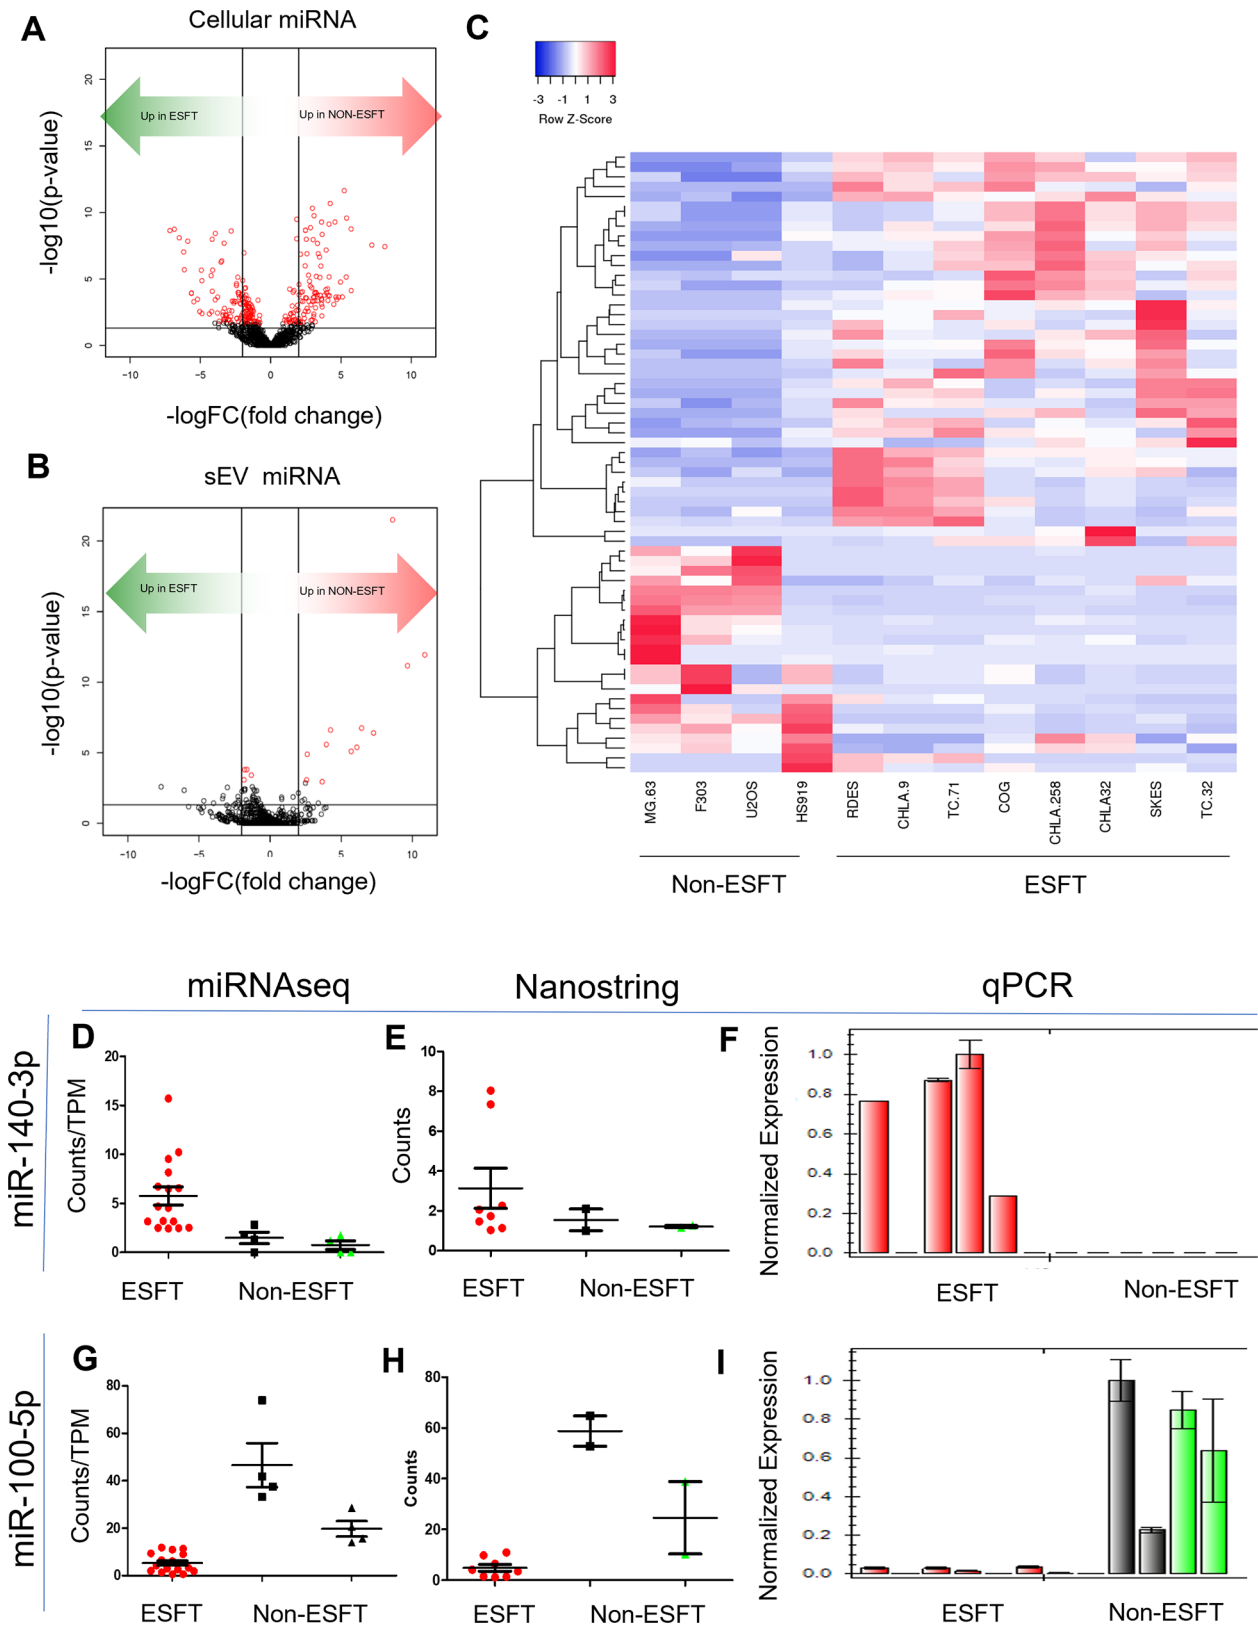 A
Cellular miRNA
20
15
10
5
0
Up in ESFT
Up in NON-ESFT
-log10(p-value)
−10
−5
0
5
10
-logFC(fold change)
B
sEV miRNA
20
15
10
5
0
Up in ESFT
Up in NON-ESFT
-log10(p-value)
−10
−5
0
5
10
-logFC(fold change)
C
-3
-1
1
3
Row Z-Score
MG.63
F303
U2OS
HS919
RDES
CHLA.9
TC.71
COG
CHLA.258
CHLA32
SKES
TC.32
Non-ESFT
ESFT
miRNAseq
Nanostring
qPCR
miR-140-3p
D
Counts/TPM
20
15
10
5
0
ESFT
Non-ESFT
E
Counts
10
8
6
4
2
0
ESFT
Non-ESFT
F
Normalized Expression
1.0
0.8
0.6
0.4
0.2
0.0
ESFT
Non-ESFT
miR-100-5p
G
Counts/TPM
80
60
40
20
0
ESFT
Non-ESFT
H
Counts
80
60
40
20
0
ESFT
Non-ESFT
I
Normalized Expression
1.0
0.8
0.6
0.4
0.2
0.0
ESFT
Non-ESFT